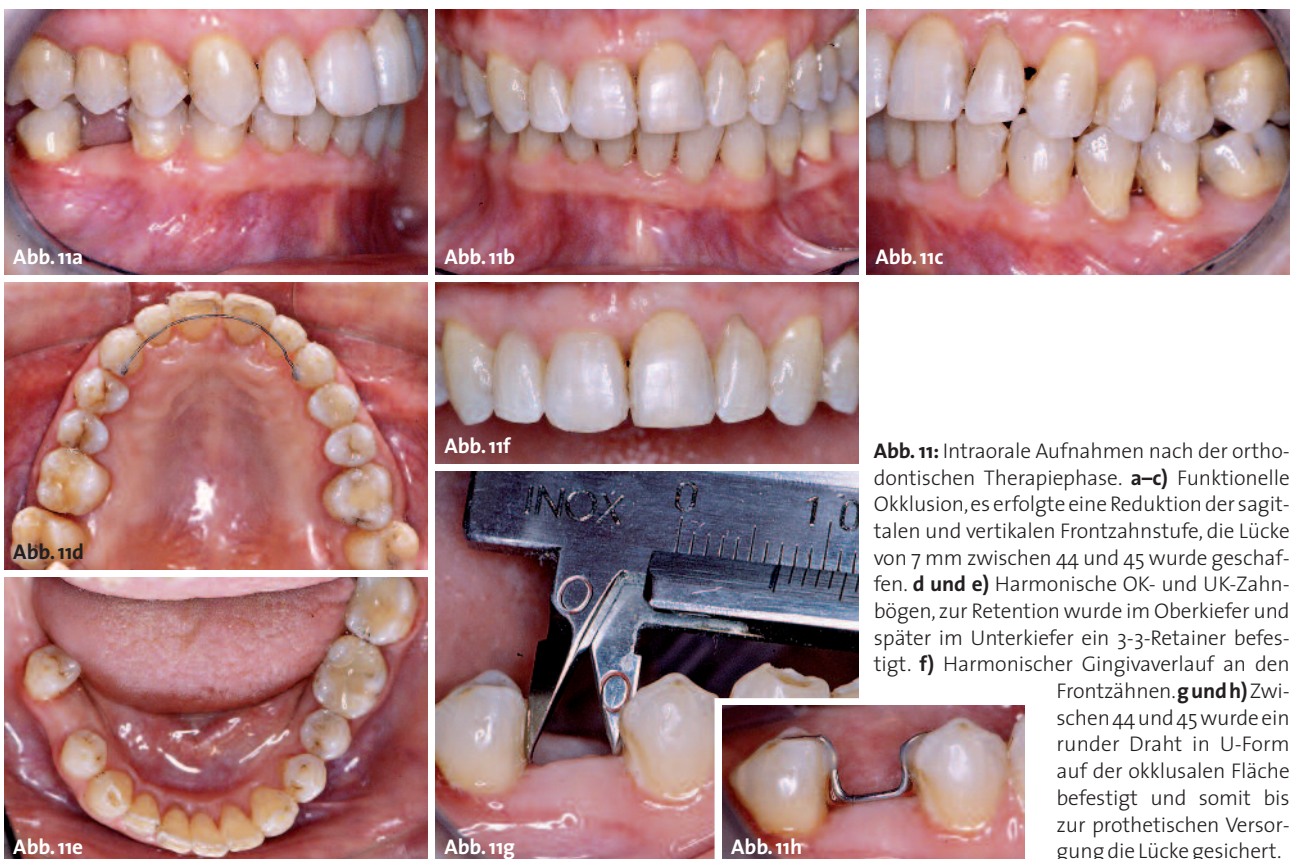 Abb. 11a
Abb. 11b
Abb. 11c
Abb. 11d
Abb. 11f
Abb. 11e
INOX 0 10
Abb. 11g
Abb. 11h
Abb. 11: Intraorale Aufnahmen nach der ortho-
dontischen Therapiephase. a–c) Funktionelle
Okklusion, es erfolgte eine Reduktion der sagit-
talen und vertikalen Frontzahnstufe, die Lücke
von 7 mm zwischen 44 und 45 wurde geschaf-
fen. d und e) Harmonische OK- und UK-Zahn-
bögen, zur Retention wurde im Oberkiefer und
später im Unterkiefer ein 3-3-Retainer befes-
tigt. f) Harmonischer Gingivaverlauf an den
Frontzähnen. g und h) Zwi-
schen 44 und 45 wurde ein
runder Draht in U-Form
auf der okklusalen Fläche
befestigt und somit bis
zur prothetischen Versor-
gung die Lücke gesichert.